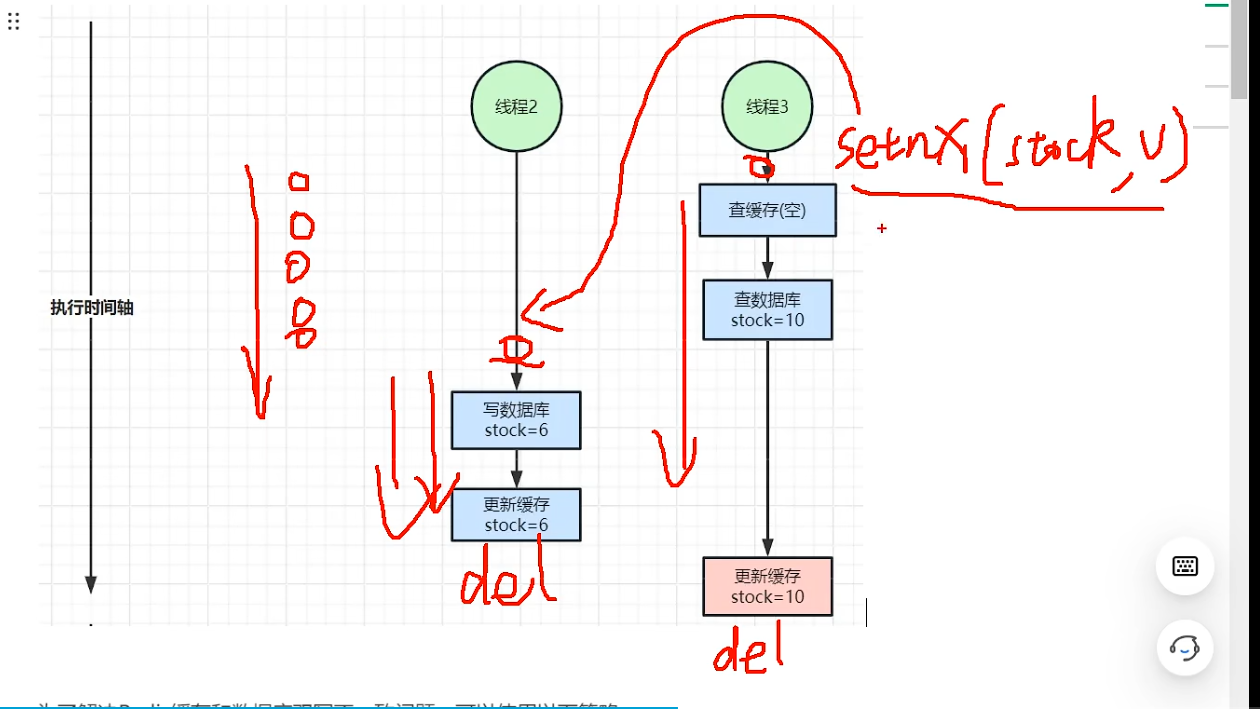 线程2
线程3
setnx(stock,v)
查缓存(空)
查数据库
stock=10
执行时间轴
写数据库
stock=6
更新缓存
stock=6
del
更新缓存
stock=10
del